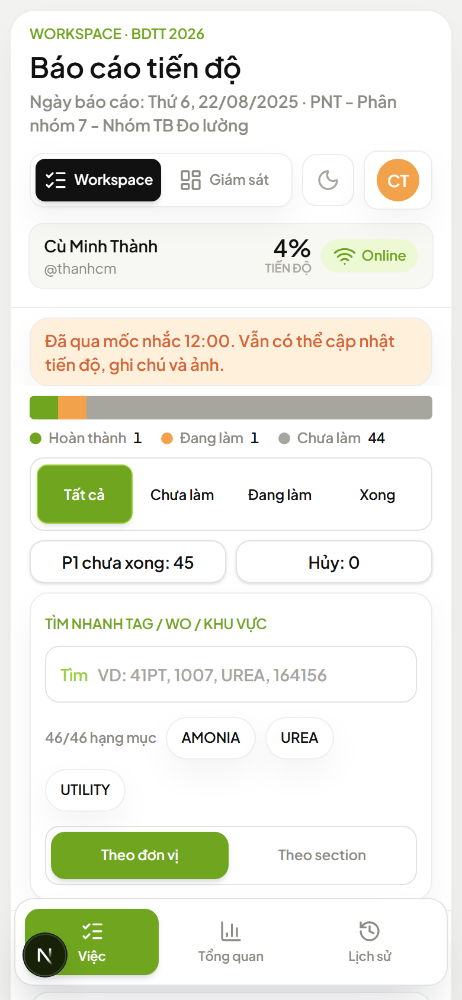 WORKSPACE · BDTT 2026
Báo cáo tiến độ
Ngày báo cáo: Thứ 6, 22/08/2025 · PNT - Phân
nhóm 7 - Nhóm TB Đo lường
Workspace
Giám sát
CT
Cù Minh Thành
@thanhcm
4%
TIẾN ĐỘ
Online
Đã qua mốc nhắc 12:00. Vẫn có thể cập nhật
tiến độ, ghi chú và ảnh.
Hoàn thành 1 Đang làm 1 Chưa làm 44
Tất cả Chưa làm Đang làm Xong
P1 chưa xong: 45 Hủy: 0
TÌM NHANH TAG / WO / KHU VỰC
Tìm VD: 41PT, 1007, UREA, 164156
46/46 hạng mục AMONIA UREA
UTILITY
Theo đơn vị Theo section
N
Việc Tổng quan Lịch sử